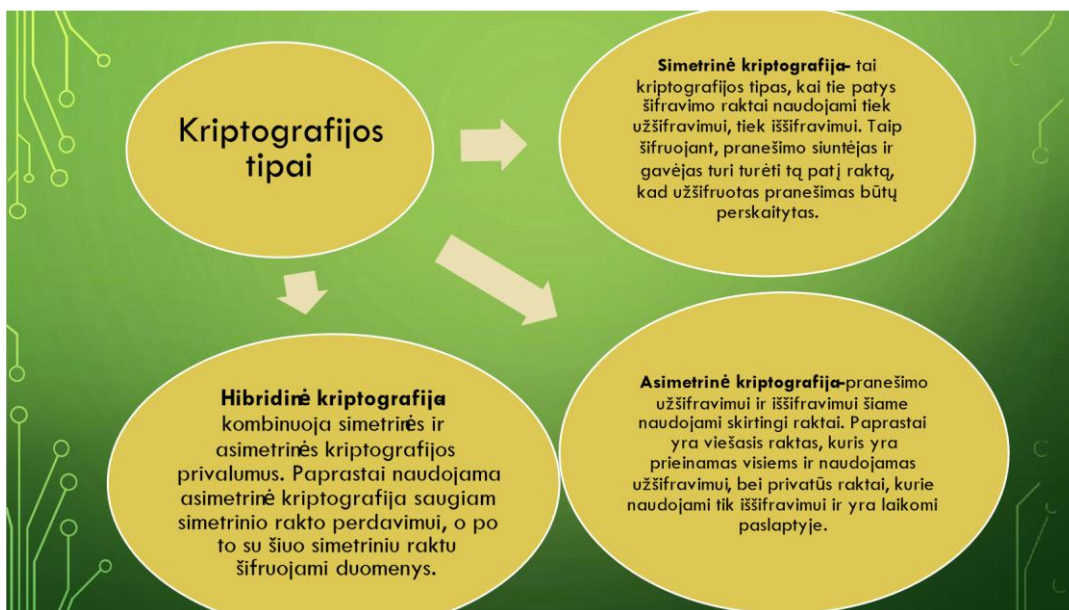 Kriptografijos
tipai
Simetrinė kriptografija- tai
kriptografijos tipas, kai tie patys
šifravimo raktai naudojami tiek
užšifravimui, tiek iššifravimui. Taip
šifruojant, pranešimo siuntėjas ir
gavėjas turi turėti tą patį raktą,
kad užšifruotas pranešimas būtų
perskaitytas.
Hibridinė kriptografija
kombinuoja simetrinės ir
asimetrinės kriptografijos
privalumus. Paprastai naudojama
asimetrinė kriptografija saugiam
simetrinio rakto perdavimui, o po
to su šiuo simetriniu raktu
šifruojami duomenys.
Asimetrinė kriptografija-pranešimo
užšifravimui ir iššifravimui šiame
naudojami skirtingi raktai. Paprastai
yra viešasis raktas, kuris yra
prieinamas visiems ir naudojamas
užšifravimui, bei privatūs raktai, kurie
naudojami tik iššifravimui ir yra laikomi
paslaptyje.